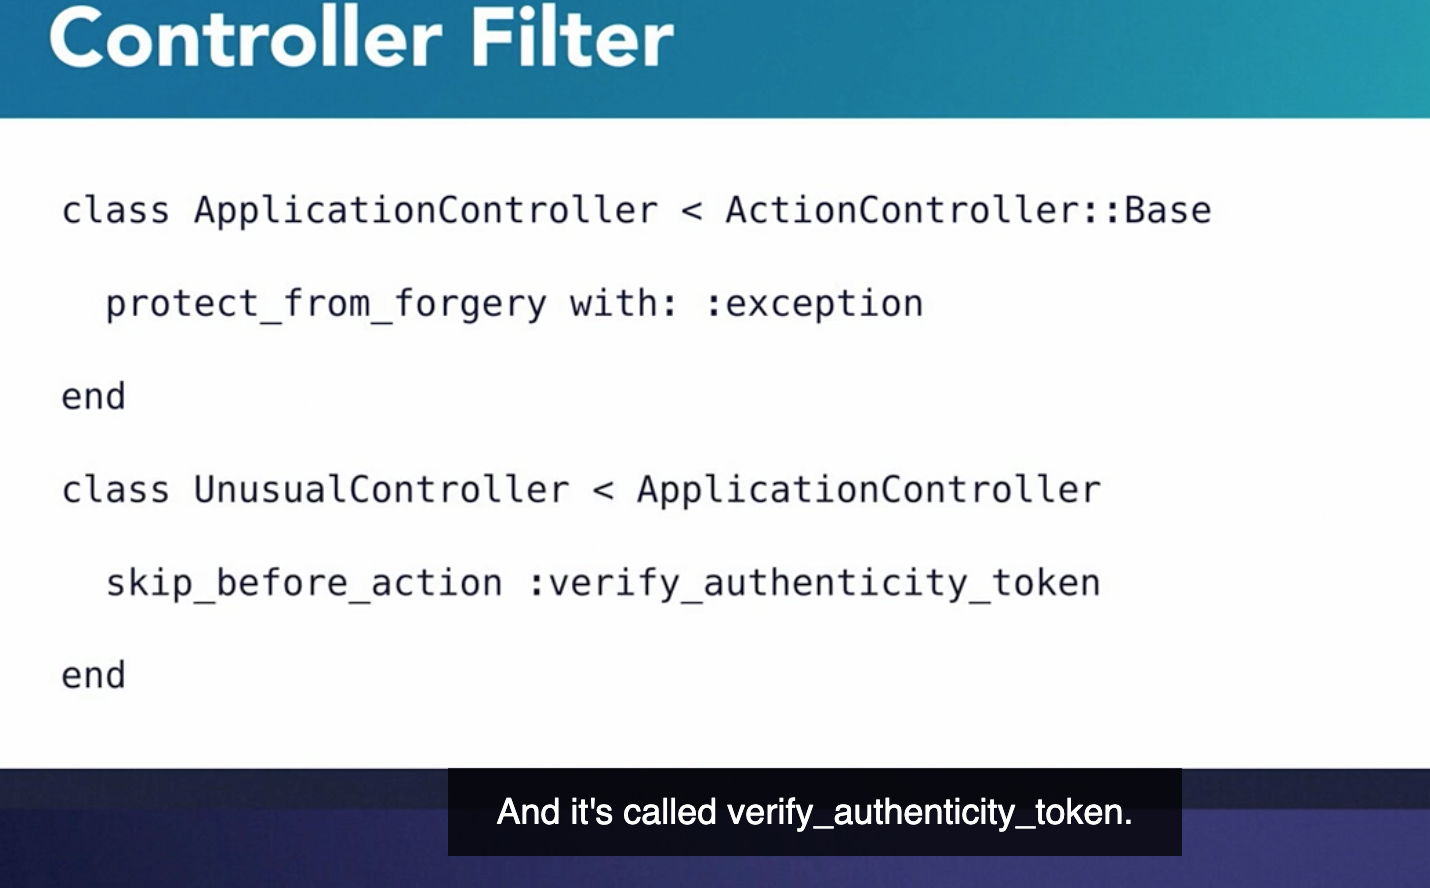 Controller Filter
class ApplicationController < ActionController::Base
protect_from_forgery with: :exception
end
class UnusualController < ApplicationController
skip_before_action :verify_authenticity_token
end
And it's called verify_authenticity_token.